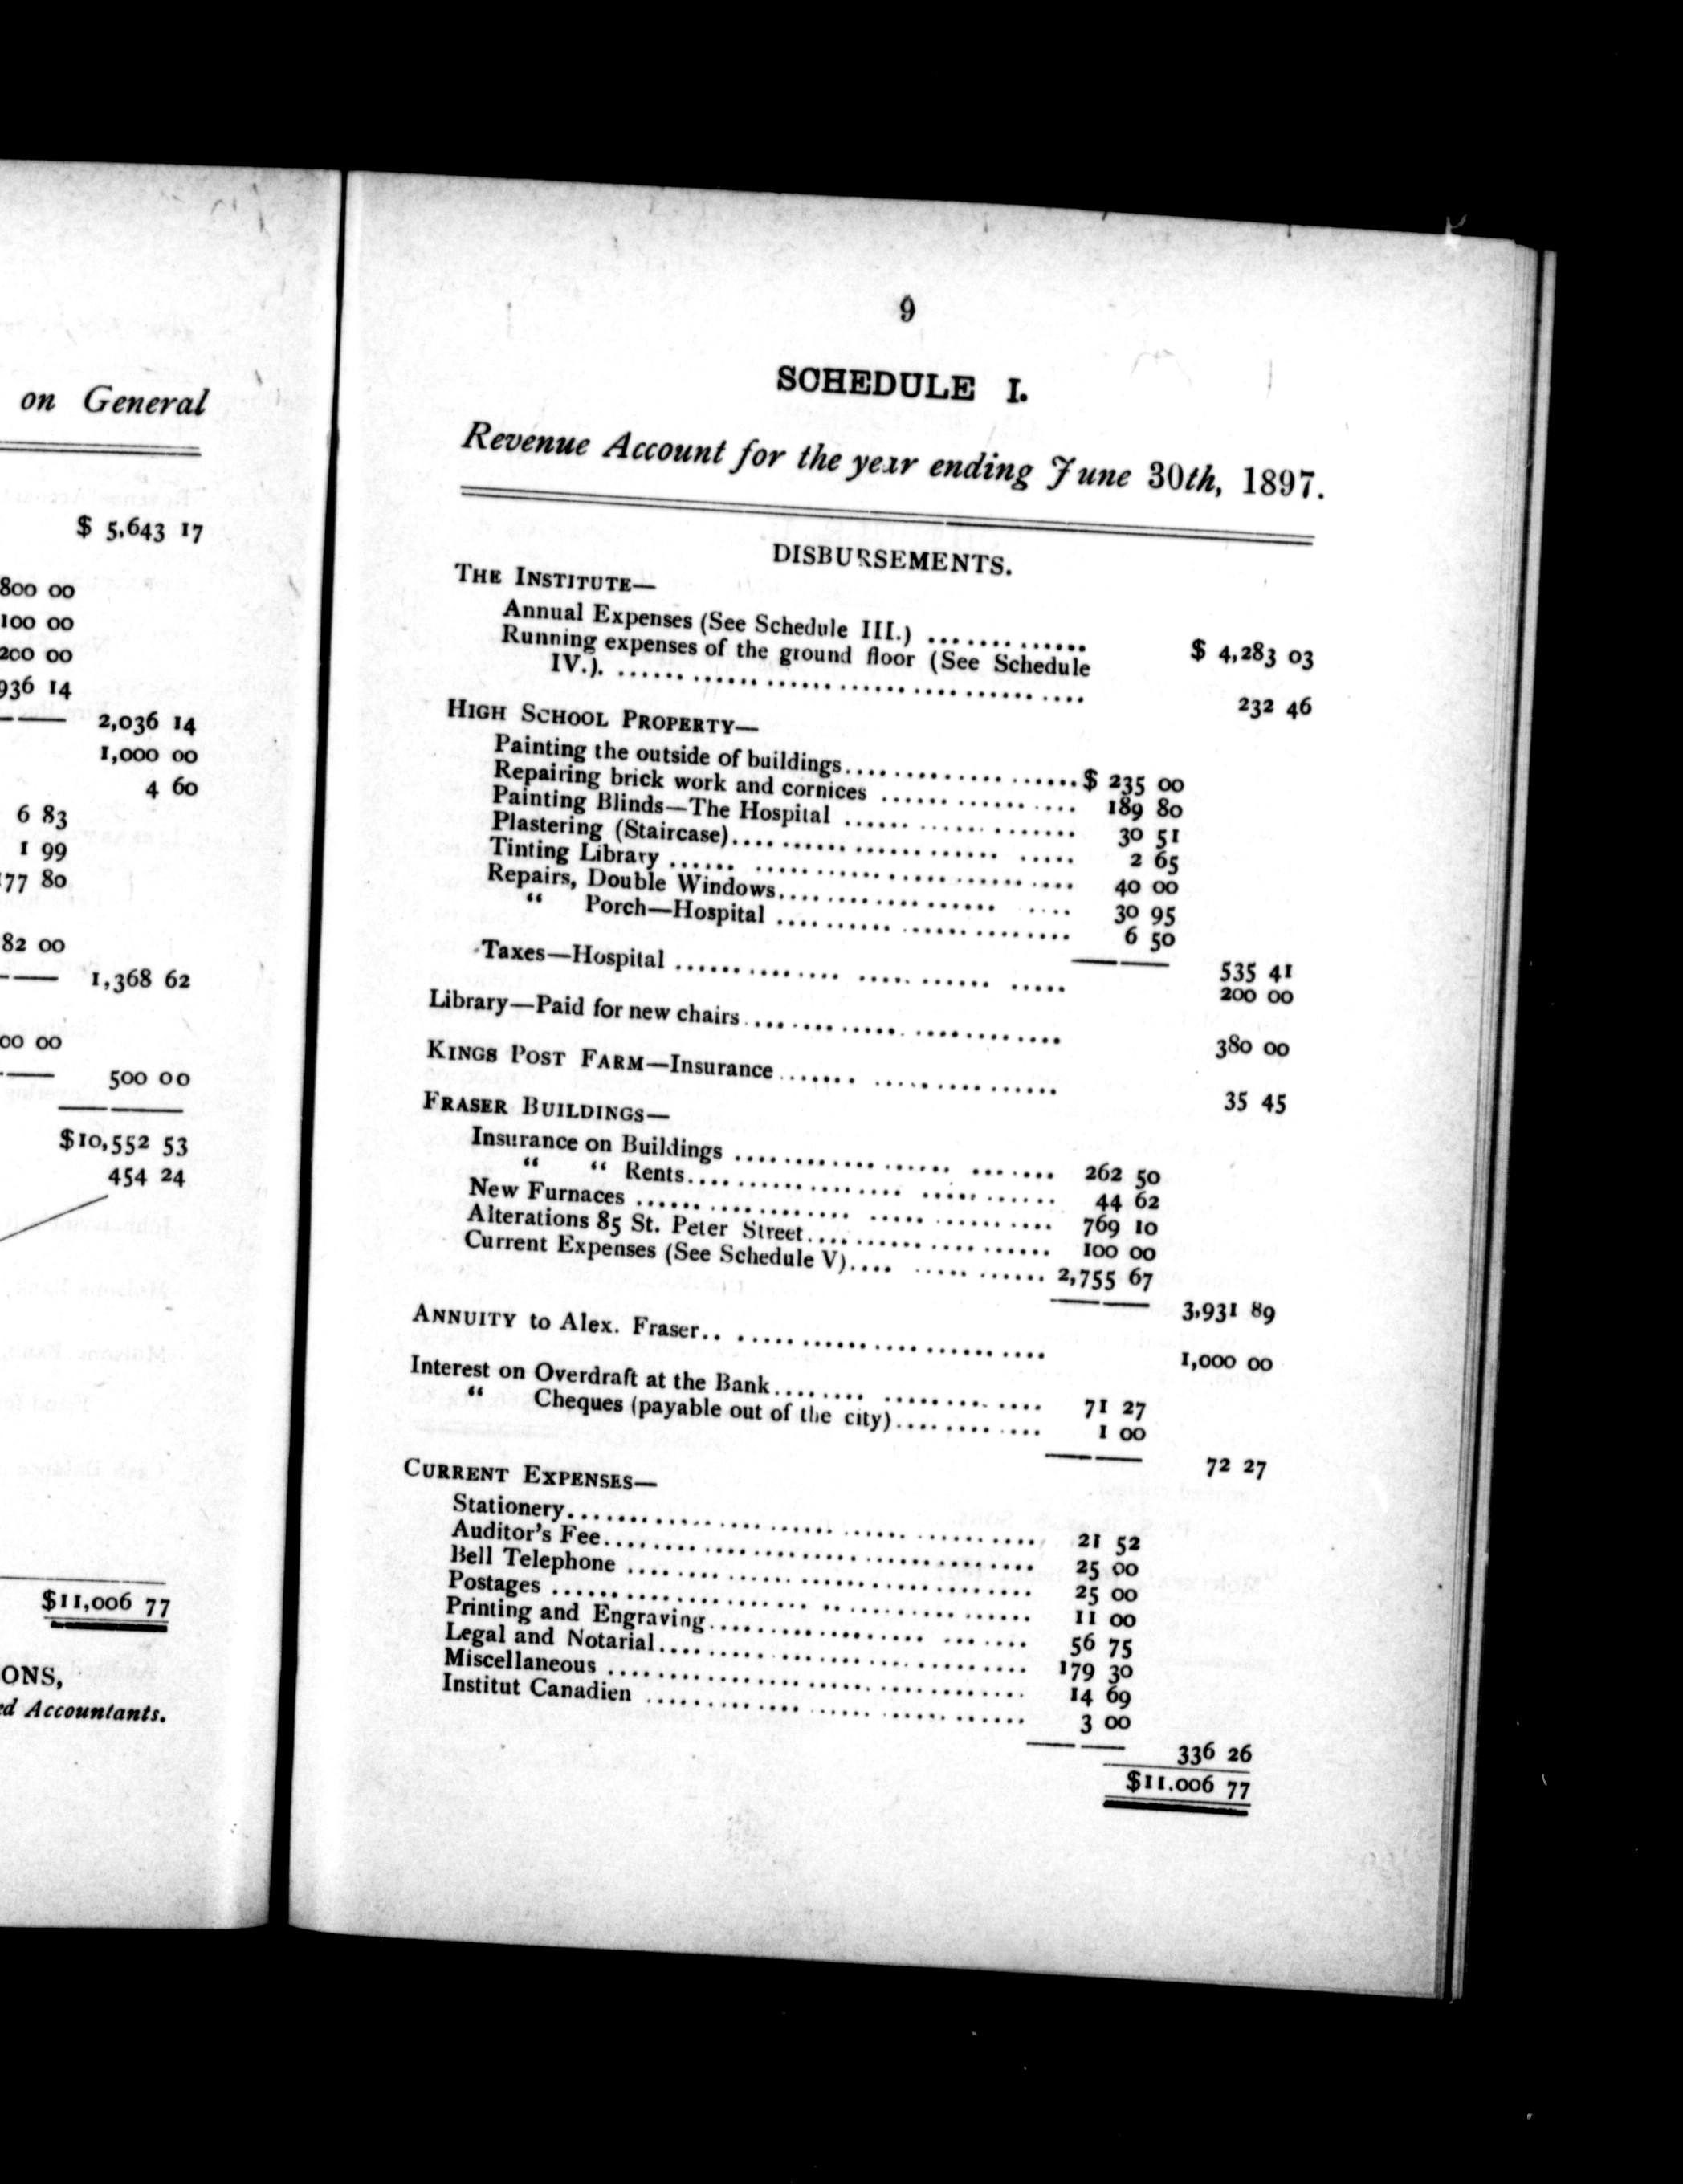 on General
$ 5,643 17
800 00
100 00
200 00
936 14
2,036 14
1,000 00
4 60
6 83
1 99
177 80
82 00
1,368 62
00 00
500 00
$10,552 53
454 24
$11,006 77
ONS,
ed Accountants.
9
SCHEDULE I.
Revenue Account for the year ending June 30th, 1897.
DISBURSEMENTS.
THE INSTITUTE—
Annual Expenses (See Schedule III.) ............ $ 4,283 03
Running expenses of the ground floor (See Schedule
IV.). ........................ 232 46
HIGH SCHOOL PROPERTY—
Painting the outside of buildings.................... $ 235 00
Repairing brick work and cornices ................ 189 80
Painting Blinds—The Hospital .................. 30 51
Plastering (Staircase)........................ 2 65
Tinting Library ........................ 40 00
Repairs, Double Windows.................... 30 95
“ Porch—Hospital .................... 6 50
535 41
Taxes—Hospital ........................ 200 00
Library—Paid for new chairs.................... 380 00
KINGS POST FARM—Insurance.................... 35 45
FRASER BUILDINGS—
Insurance on Buildings .................... 262 50
“ “ Rents.................... 44 62
New Furnaces ........................ 769 10
Alterations 85 St. Peter Street.................... 100 00
Current Expenses (See Schedule V)................ 2,755 67
3,931 89
ANNUITY to Alex. Fraser........................ 1,000 00
Interest on Overdraft at the Bank.................... 71 27
“ Cheques (payable out of the city)............ 1 00
72 27
CURRENT EXPENSES—
Stationery........................ 21 52
Auditor's Fee........................ 25 00
Bell Telephone ........................ 25 00
Postages ........................ 11 00
Printing and Engraving.................... 56 75
Legal and Notarial........................ 179 30
Miscellaneous ........................ 14 69
Institut Canadien .................... 3 00
336 26
$11.006 77